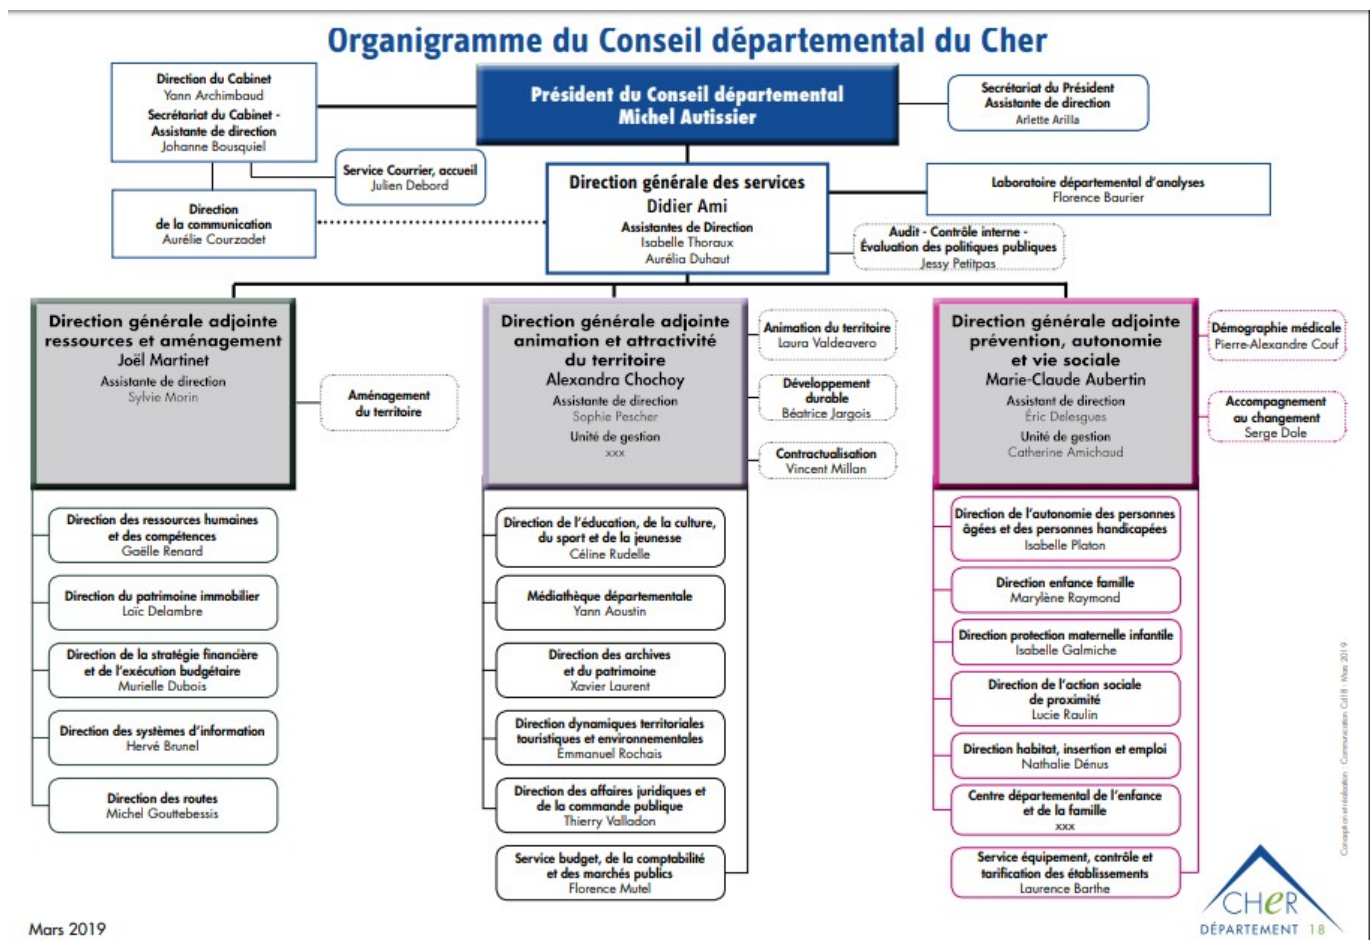 Organigramme du Conseil départemental du Cher
Direction du Cabinet
Yann Archimbaud
Secrétariat du Cabinet -
Assistante de direction
Johanne Bousquiel
Président du Conseil départemental
Michel Autissier
Secrétariat du Président
Assistante de direction
Arlette Arilla
Service Courrier, accueil
Julien Debord
Direction
de la communication
Aurélie Courzadet
Direction générale des services
Didier Ami
Assistantes de Direction
Isabelle Thoraux
Aurélia Duhaut
Laboratoire départemental d'analyses
Florence Baurier
Audit - Contrôle interne -
Évaluation des politiques publiques
Jessy Petitpas
Direction générale adjointe
ressources et aménagement
Joël Martinet
Assistante de direction
Sylvie Morin
Aménagement
du territoire
Direction des ressources humaines
et des compétences
Gaëlle Renard
Direction du patrimoine immobilier
Loïc Delambre
Direction de la stratégie financière
et de l'exécution budgétaire
Murielle Dubois
Direction des systèmes d'information
Hervé Brunel
Direction des routes
Michel Gouttebessis
Direction générale adjointe
animation et attractivité
du territoire
Alexandra Chochoy
Assistante de direction
Sophie Pescher
Unité de gestion
xxx
Animation du territoire
Laura Valdeavero
Développement
durable
Béatrice Jargois
Contractualisation
Vincent Millan
Direction de l'éducation, de la culture,
du sport et de la jeunesse
Céline Rudelle
Médiathèque départementale
Yann Aoustin
Direction des archives
et du patrimoine
Xavier Laurent
Direction dynamiques territoriales
touristiques et environnementales
Emmanuel Rochais
Direction des affaires juridiques et
de la commande publique
Thierry Valladon
Service budget, de la comptabilité
et des marchés publics
Florence Mutel
Direction générale adjointe
prévention, autonomie
et vie sociale
Marie-Claude Aubertin
Assistant de direction
Éric Delesgues
Unité de gestion
Catherine Amichaud
Démographie médicale
Pierre-Alexandre Couf
Accompagnement
au changement
Serge Dole
Direction de l'autonomie des personnes
âgées et des personnes handicapées
Isabelle Platon
Direction enfance famille
Marylène Raymond
Direction protection maternelle infantile
Isabelle Galmiche
Direction de l'action sociale
de proximité
Lucie Raulin
Direction habitat, insertion et emploi
Nathalie Dénus
Centre départemental de l'enfance
et de la famille
xxx
Service équipement, contrôle et
tarification des établissements
Laurence Barthe
Conception et réalisation : Communication Cd18 - Mars 2019
CHeR
DÉPARTEMENT 18
Mars 2019